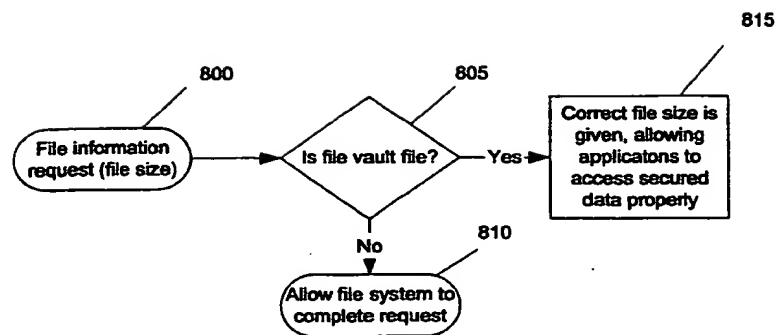 815
800
805
File information
request (file size)
Is file vault file?
Yes
Correct file size is
given, allowing
applicatons to
access secured
data property
No
810
Allow file system to
complete request